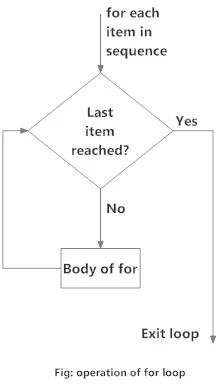 for each
item in
sequence
Last
item
reached?
Yes
No
Body of for
Exit loop
Fig: operation of for loop